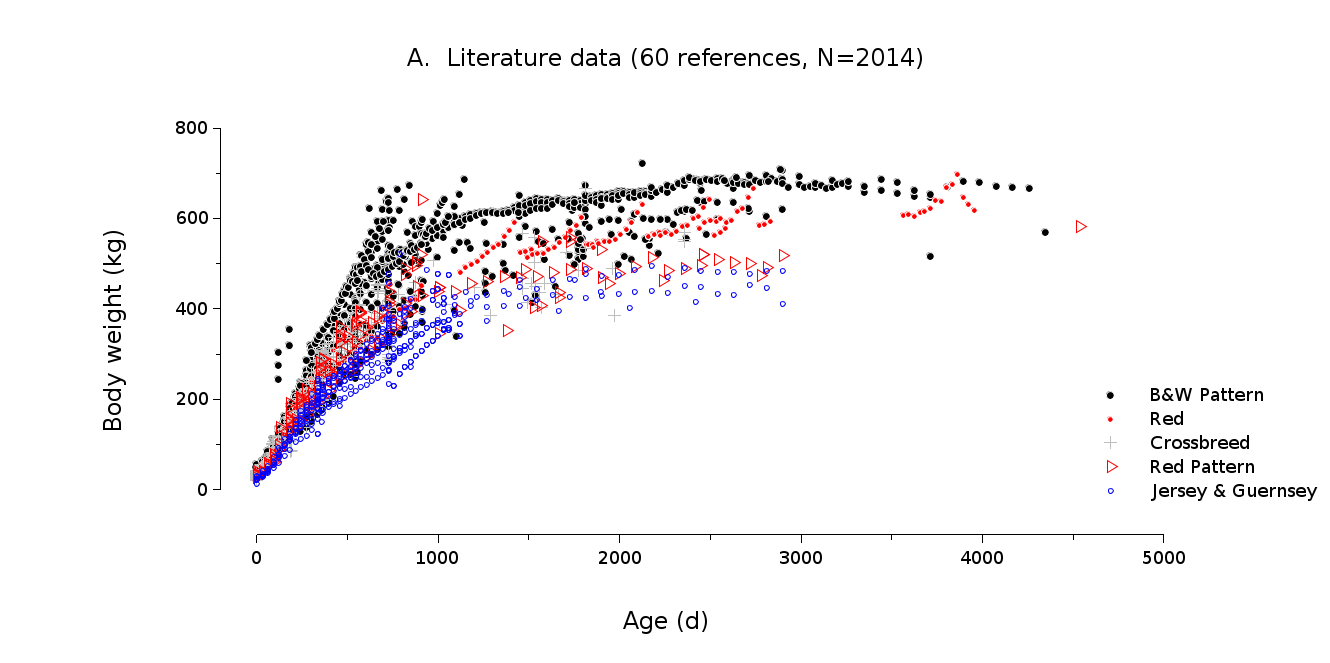 A. Literature data (60 references, N=2014)
800
600
400
200
0
Body weight (kg)
B&W Pattern
Red
Crossbreed
Red Pattern
Jersey & Guernsey
0 1000 2000 3000 4000 5000
Age (d)